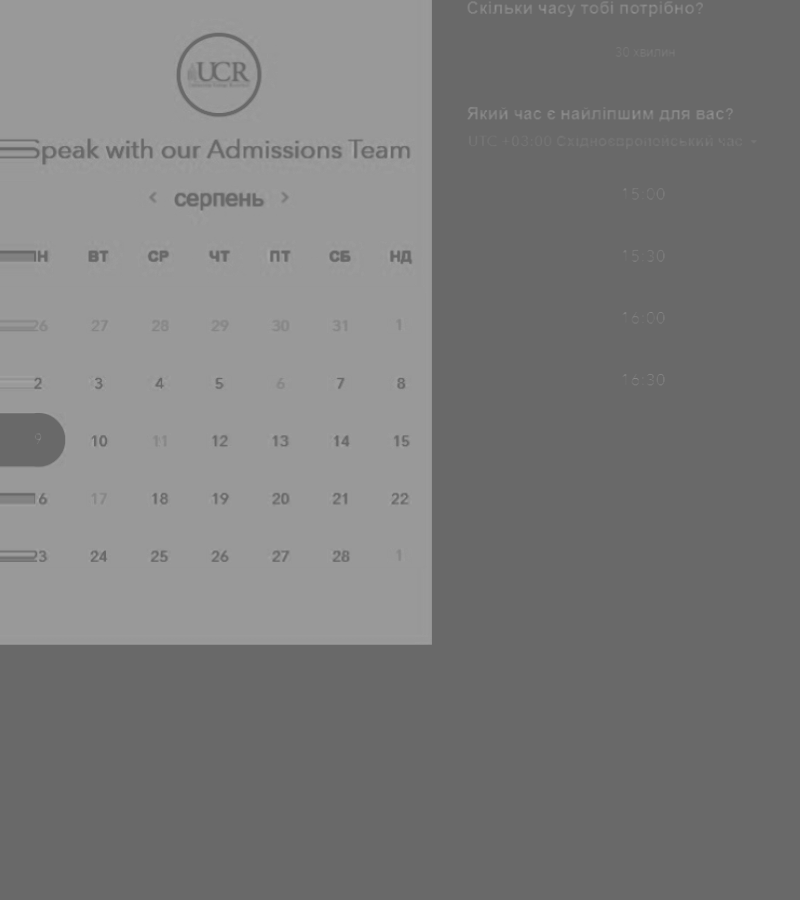 UCR
Speak with our Admissions Team
< серпень >
ВТ СР ЧТ ПТ СБ НД
26 27 28 29 30 31 1
2 3 4 5 6 7 8
9 10 11 12 13 14 15
16 17 18 19 20 21 22
23 24 25 26 27 28 1
Скільки часу тобі потрібно?
30 хвилин
Який час є найліпшим для вас?
UTC +03:00 Східноєвропейський час
15:00
15:30
16:00
16:30